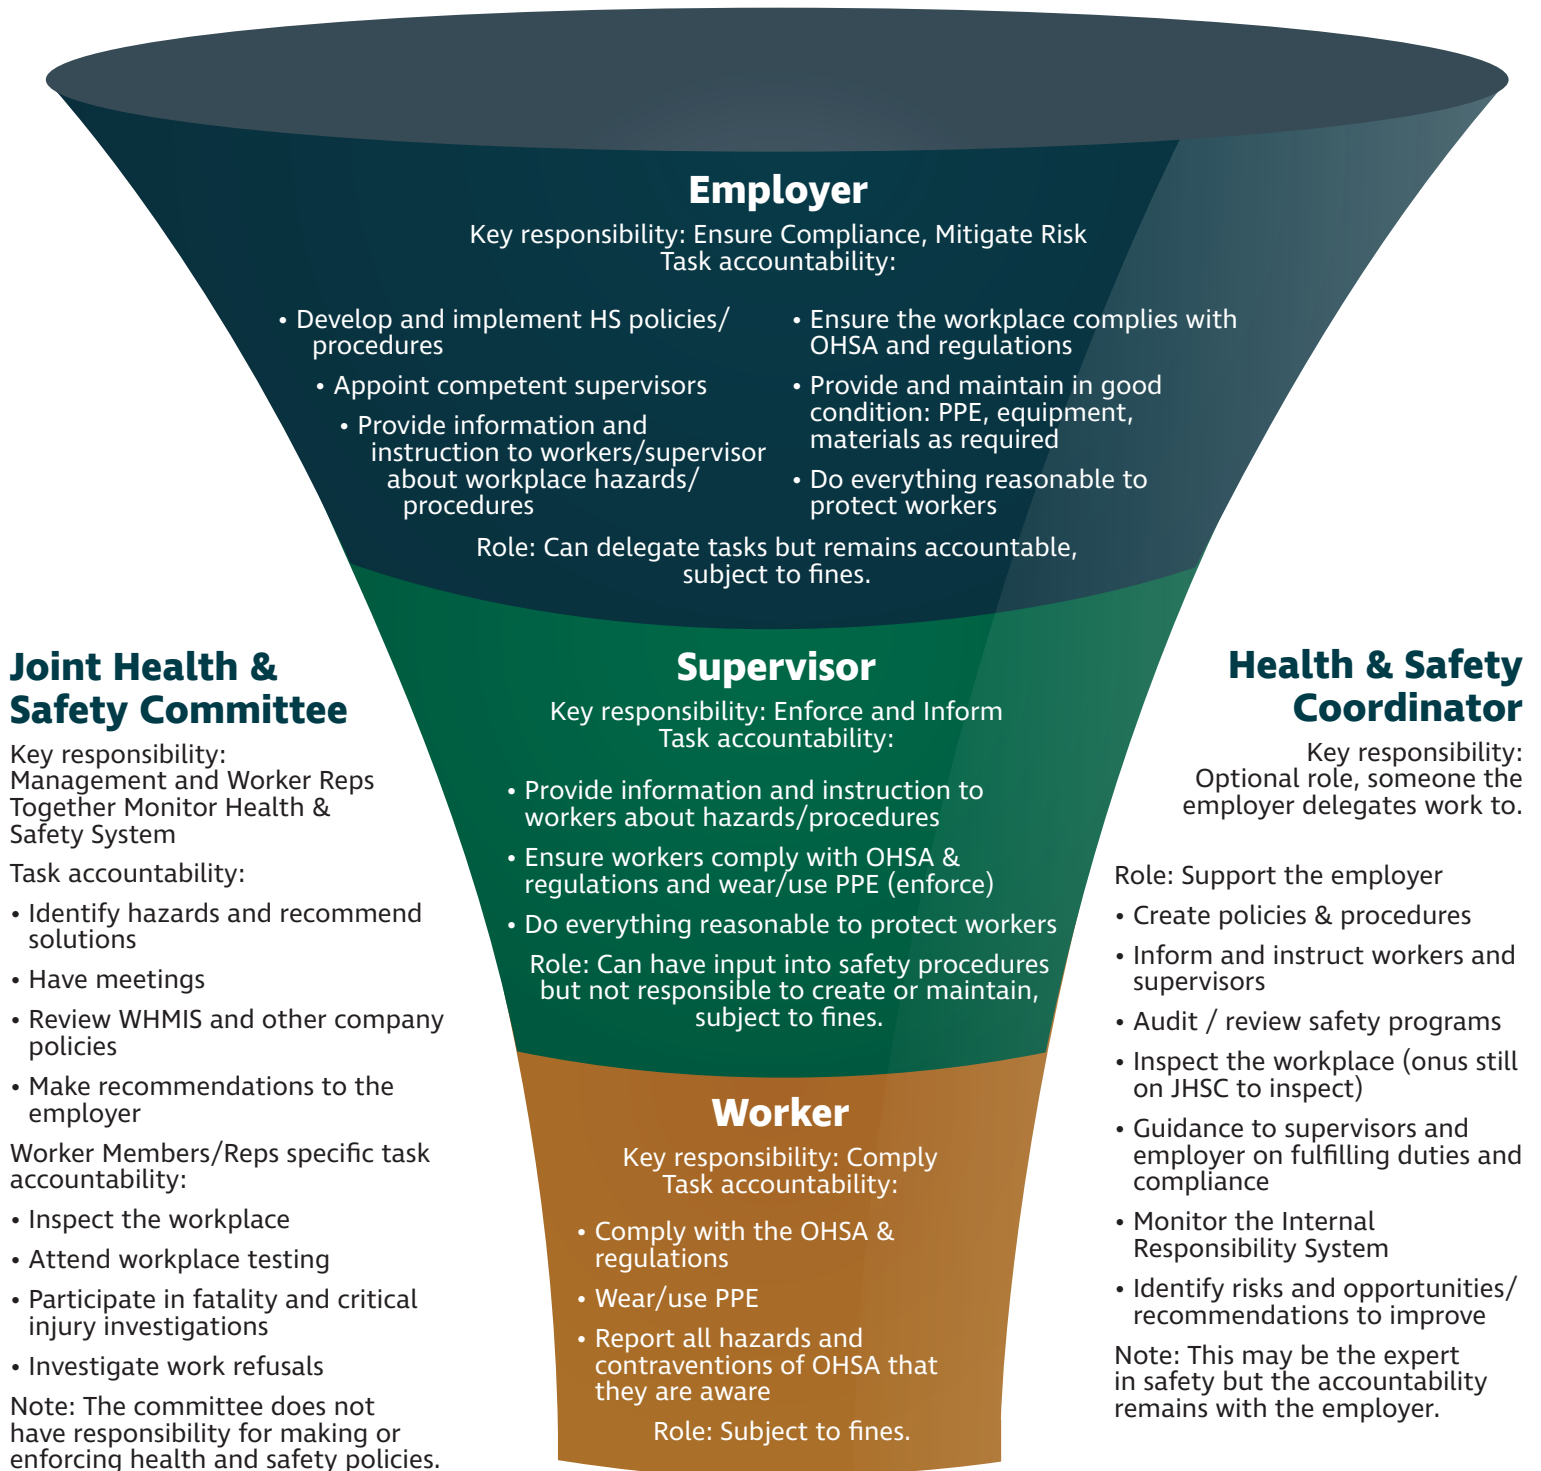 Employer
Key responsibility: Ensure Compliance, Mitigate Risk
Task accountability:
• Develop and implement HS policies/
procedures
• Appoint competent supervisors
• Provide information and
instruction to workers/supervisor
about workplace hazards/
procedures
• Ensure the workplace complies with
OHSA and regulations
• Provide and maintain in good
condition: PPE, equipment,
materials as required
• Do everything reasonable to
protect workers
Role: Can delegate tasks but remains accountable,
subject to fines.
Joint Health &
Safety Committee
Key responsibility:
Management and Worker Reps
Together Monitor Health &
Safety System
Task accountability:
• Identify hazards and recommend
solutions
• Have meetings
• Review WHMIS and other company
policies
• Make recommendations to the
employer
Worker Members/Reps specific task
accountability:
• Inspect the workplace
• Attend workplace testing
• Participate in fatality and critical
injury investigations
• Investigate work refusals
Note: The committee does not
have responsibility for making or
enforcing health and safety policies.
Supervisor
Key responsibility: Enforce and Inform
Task accountability:
• Provide information and instruction to
workers about hazards/procedures
• Ensure workers comply with OHSA &
regulations and wear/use PPE (enforce)
• Do everything reasonable to protect workers
Role: Can have input into safety procedures
but not responsible to create or maintain,
subject to fines.
Worker
Key responsibility: Comply
Task accountability:
• Comply with the OHSA &
regulations
• Wear/use PPE
• Report all hazards and
contraventions of OHSA that
they are aware
Role: Subject to fines.
Health & Safety
Coordinator
Key responsibility:
Optional role, someone the
employer delegates work to.
Role: Support the employer
• Create policies & procedures
• Inform and instruct workers and
supervisors
• Audit / review safety programs
• Inspect the workplace (onus still
on JHSC to inspect)
• Guidance to supervisors and
employer on fulfilling duties and
compliance
• Monitor the Internal
Responsibility System
• Identify risks and opportunities/
recommendations to improve
Note: This may be the expert
in safety but the accountability
remains with the employer.